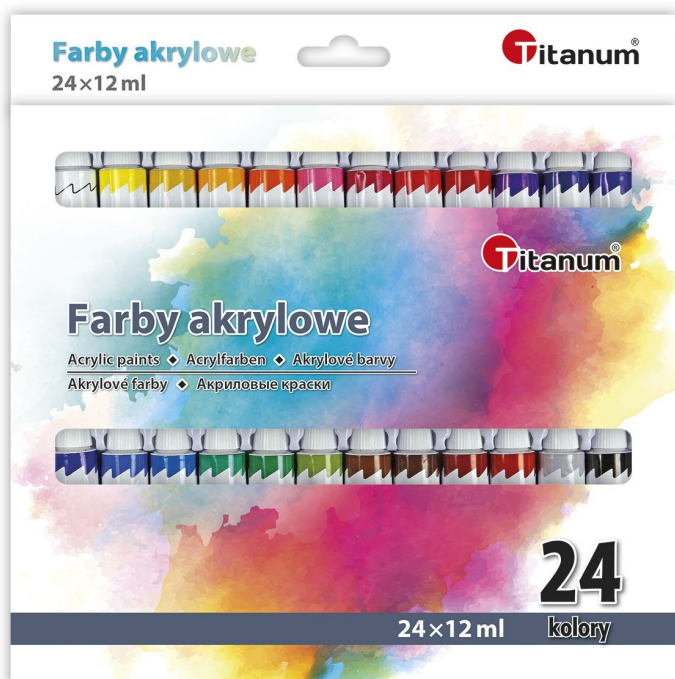 Farby akrylowe
24×12 ml
Titanum®
Titanum®
Farby akrylowe
Acrylic paints ◆ Acrylfarben ◆ Akrylové barvy
Akrylové farby ◆ Акриловые краски
24
24×12 ml
kolory